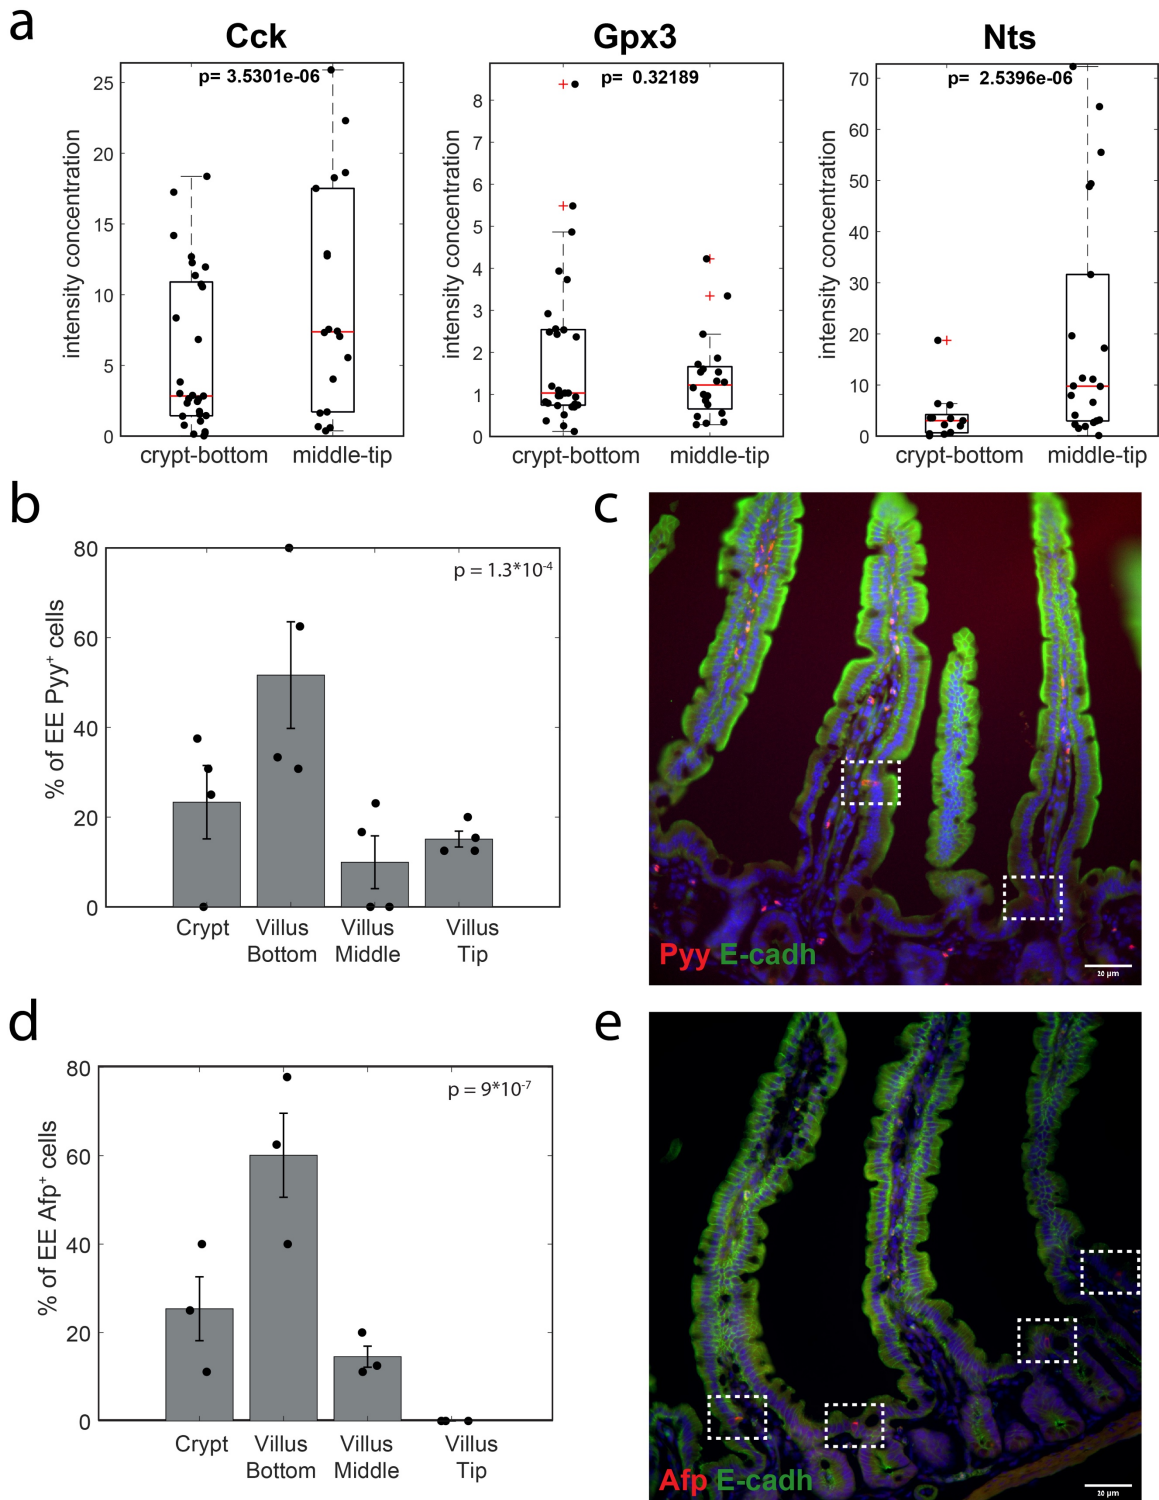 a
Cck
Gpx3
Nts
p= 3.5301e-06
p= 0.32189
p= 2.5396e-06
intensity concentration
25
20
15
10
5
0
crypt-bottom middle-tip
intensity concentration
8
7
6
5
4
3
2
1
0
crypt-bottom middle-tip
intensity concentration
70
60
50
40
30
20
10
0
crypt-bottom middle-tip
b
% of EE Pyy⁺ cells
80
60
40
20
0
p = 1.3*10⁻⁴
Crypt
Villus Bottom
Villus Middle
Villus Tip
c
Pyy E-cadh
20 µm
d
% of EE Afp⁺ cells
80
60
40
20
0
p = 9*10⁻⁷
Crypt
Villus Bottom
Villus Middle
Villus Tip
e
Afp E-cadh
20 µm